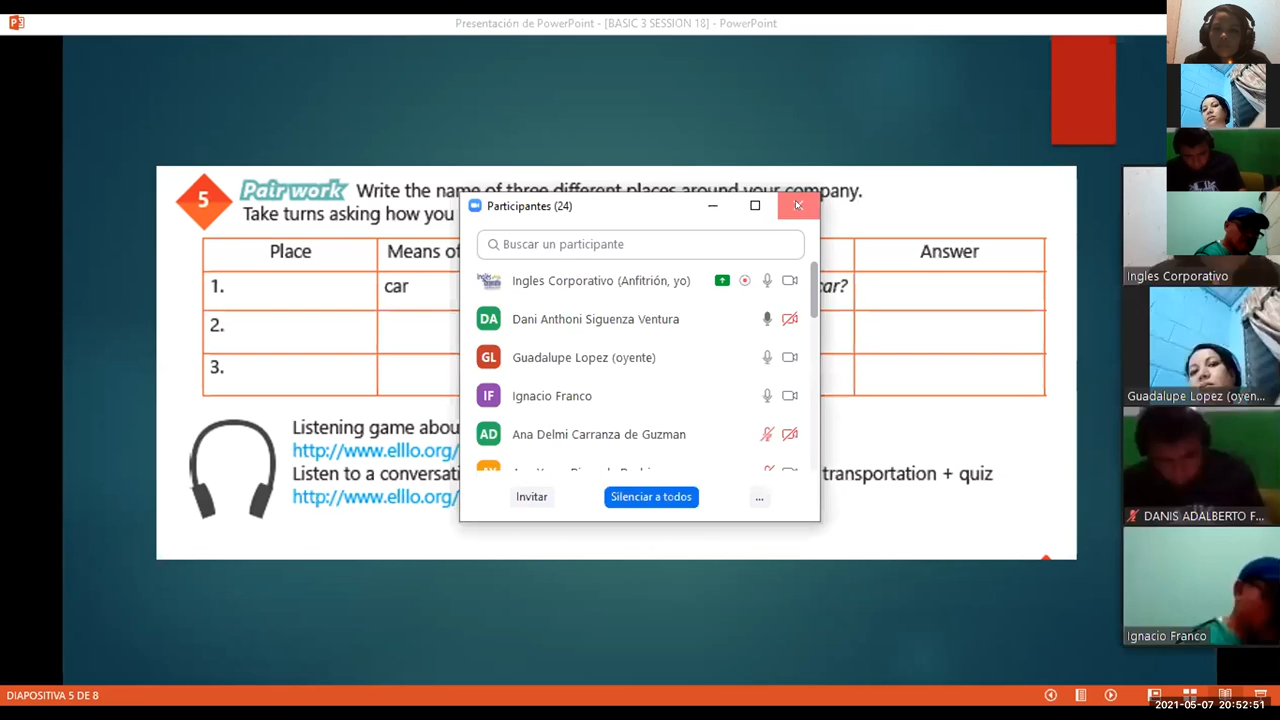 Presentación de PowerPoint - [BASIC 3 SESSION 18] - PowerPoint
5 Pair work Write the name of three different places around your company.
Take turns asking how you
Place Means of Answer
1. car car?
2.
3.
Listening game abou
http://www.elllo.org/
Listen to a conversati transportation + quiz
http://www.elllo.org/
Participantes (24)
Buscar un participante
Ingles Corporativo (Anfitrión, yo)
DA Dani Anthoni Siguenza Ventura
GL Guadalupe Lopez (oyente)
IF Ignacio Franco
AD Ana Delmi Carranza de Guzman
Invitar Silenciar a todos ...
Ingles Corporativo
Guadalupe Lopez (oyen...
DANIS ADALBERTO F...
Ignacio Franco
DIAPOSITIVA 5 DE 8
2021-05-07 20:52:51